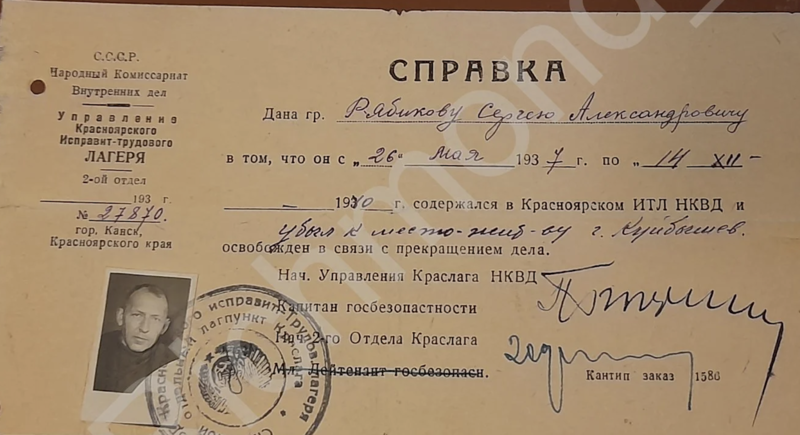 С.С.С.Р.
Народный Комиссариат
Внутренних дел
Управление
Красноярского
Исправит-трудового
ЛАГЕРЯ
2-ой отдел
193 г.
№ 27870.
гор. Канск,
Красноярского края
СПРАВКА
Дана гр. Рябикову Сергею Александровичу
в том, что он с „26" Мая 1937 г. по „14 XII-
– 1940 г. содержался в Красноярском ИТЛ НКВД и
убыл к место-жит-ву г. Куйбышев.
освобожден в связи с прекращением дела.
Нач. Управления Краслага НКВД
Капитан госбезопастности
Нач 2-го Отдела Краслага
Мл. Лейтенант госбезопасн.
Кантип заказ 1586